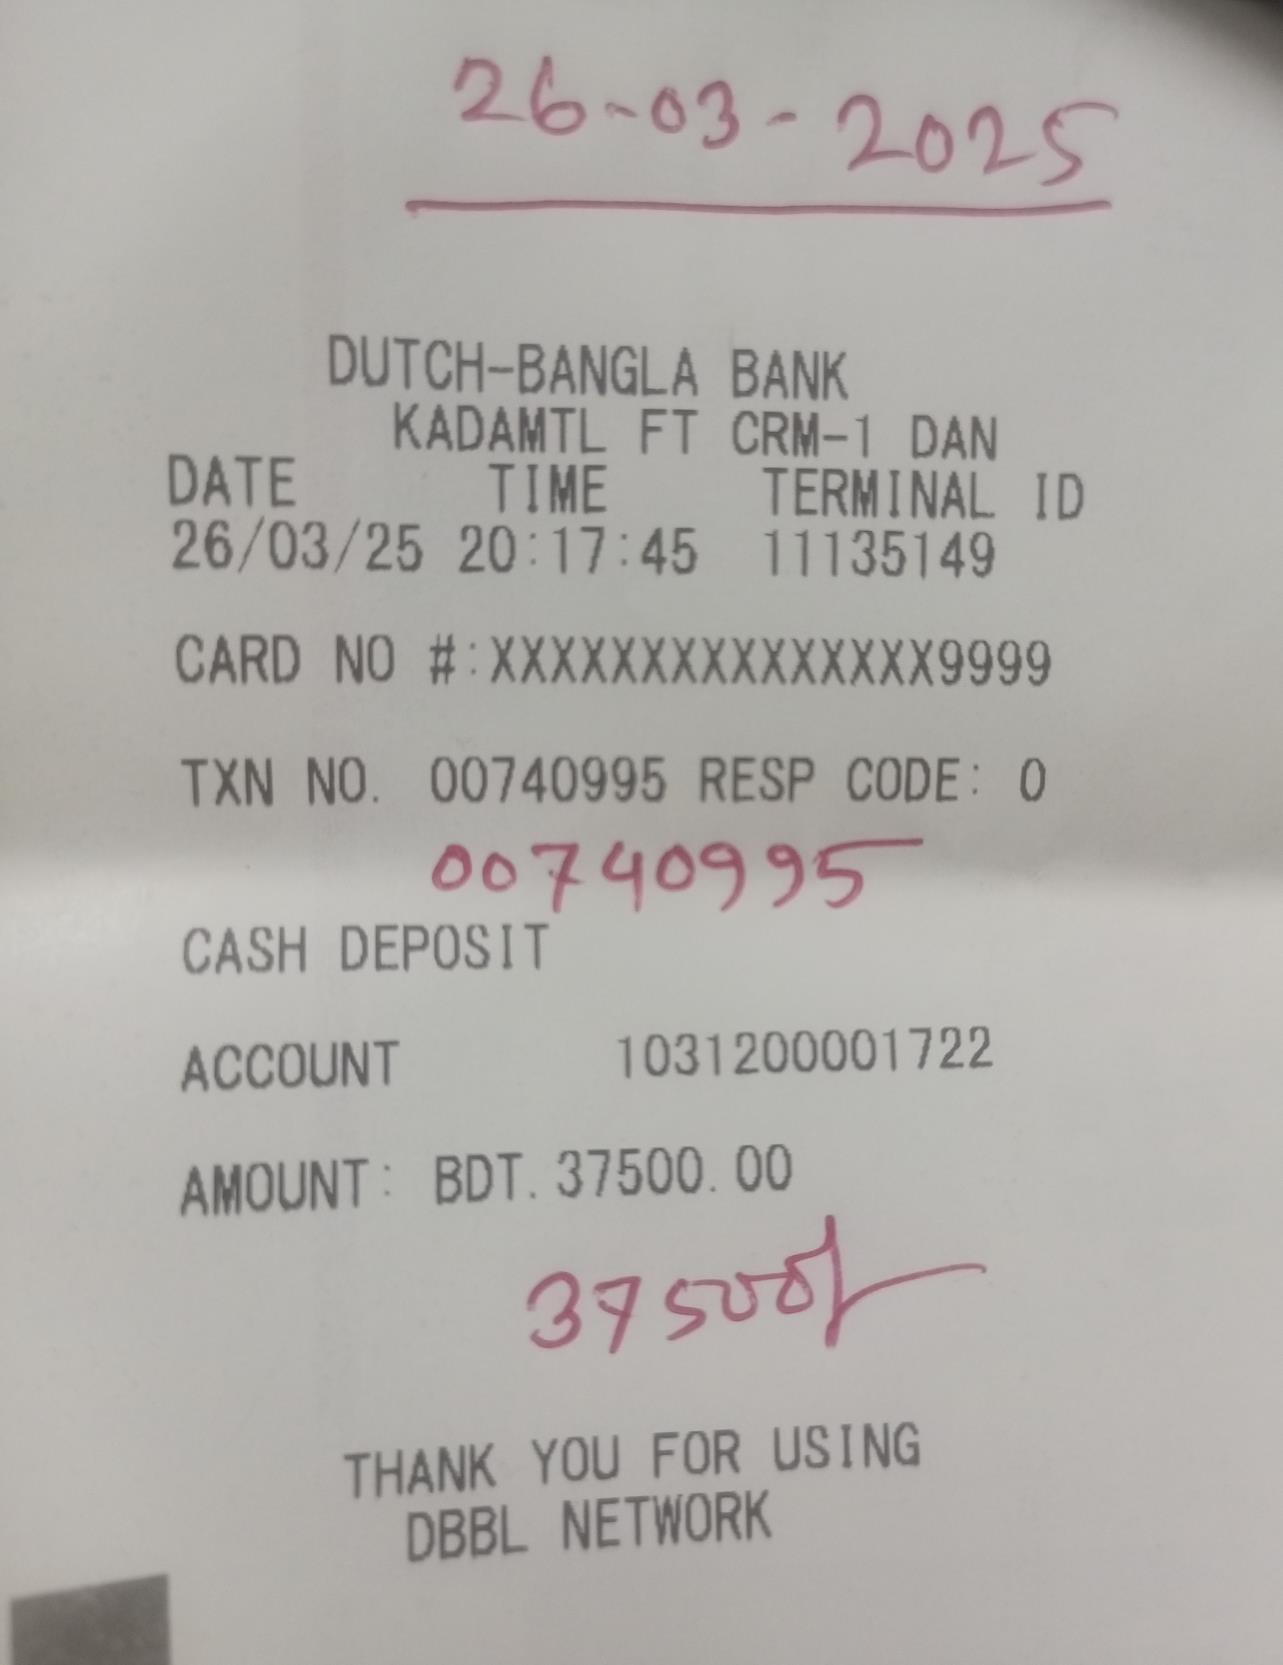 26-03-2025
DUTCH-BANGLA BANK
KADAMTL FT CRM-1 DAN
DATE TIME TERMINAL ID
26/03/25 20:17:45 11135149
CARD NO #:XXXXXXXXXXXXXXX9999
TXN NO. 00740995 RESP CODE: 0
00740995
CASH DEPOSIT
ACCOUNT 1031200001722
AMOUNT: BDT. 37500.00
37500/-
THANK YOU FOR USING
DBBL NETWORK